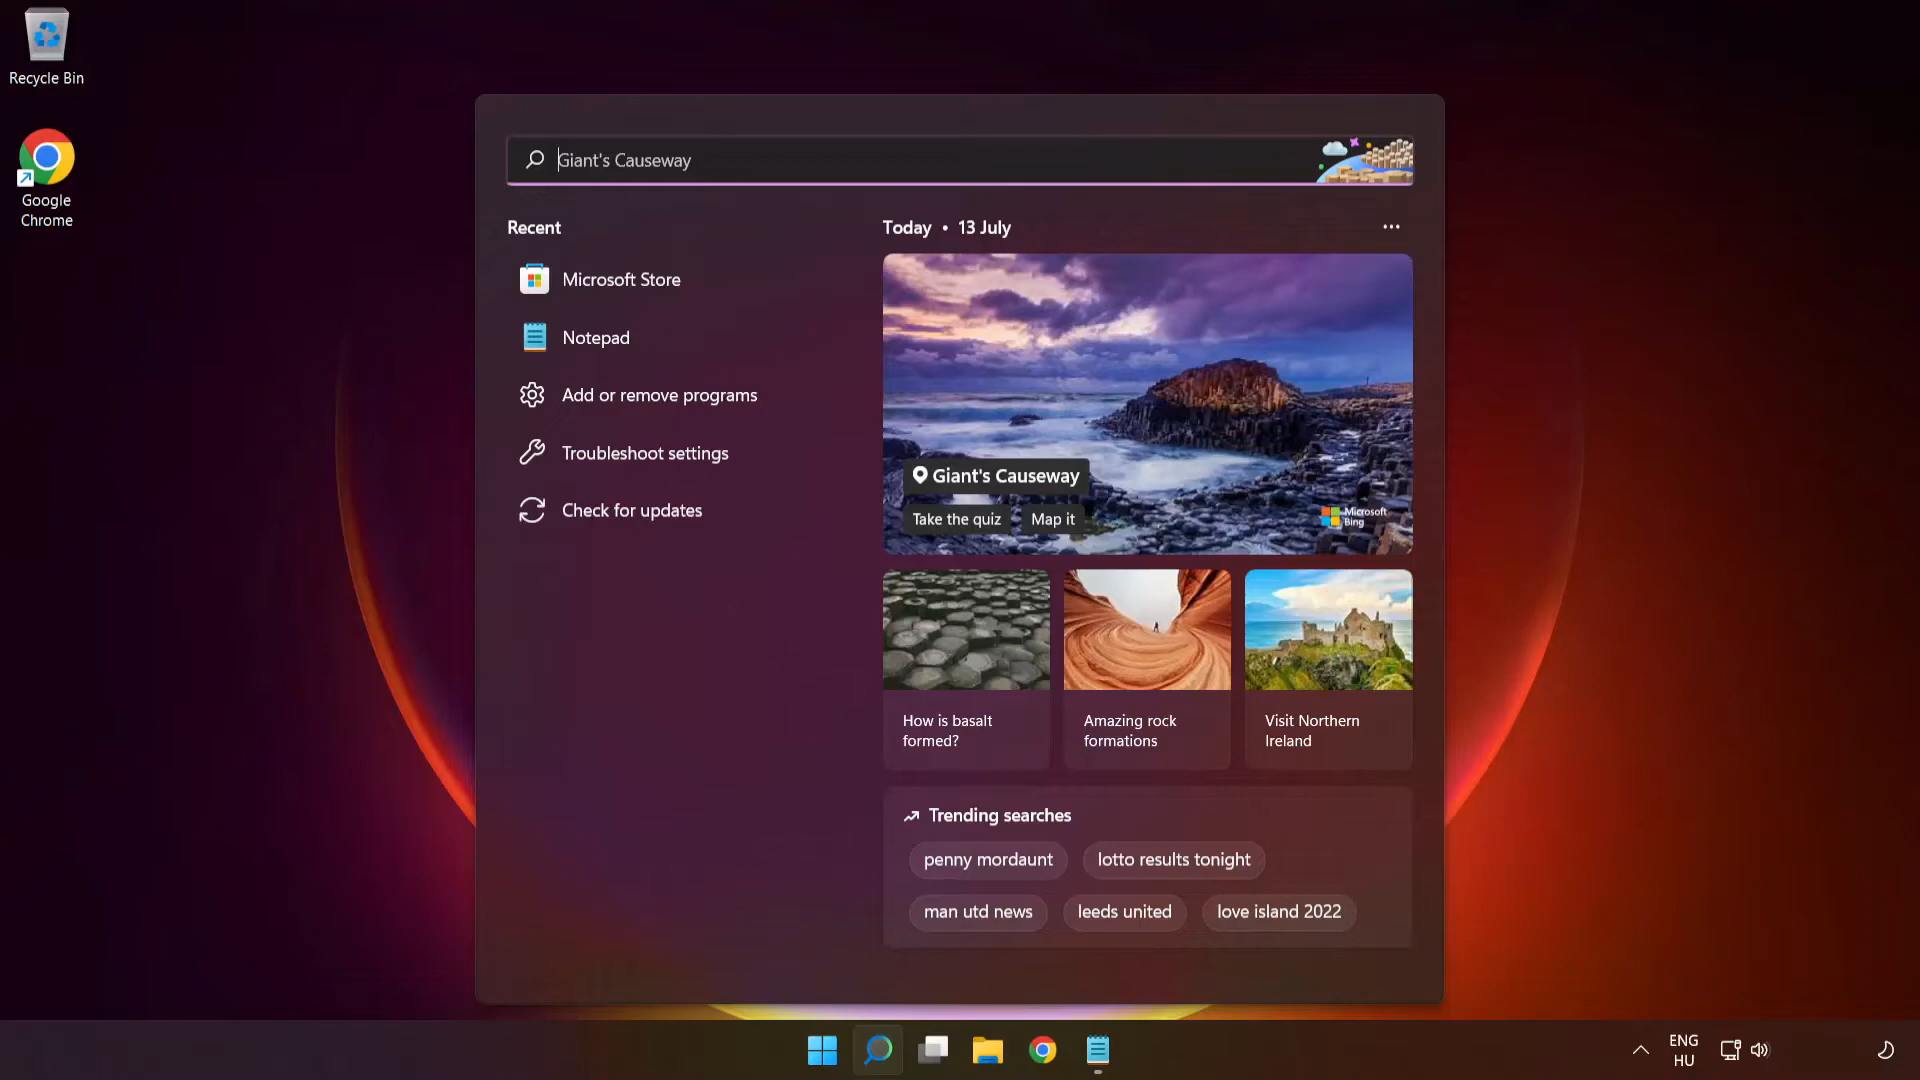 Recycle Bin
Google
Chrome
Giant's Causeway
Recent
Microsoft Store
Notepad
Add or remove programs
Troubleshoot settings
Check for updates
Today • 13 July
Giant's Causeway
Take the quiz
Map it
Microsoft
Bing
How is basalt
formed?
Amazing rock
formations
Visit Northern
Ireland
Trending searches
penny mordaunt
lotto results tonight
man utd news
leeds united
love island 2022
ENG
HU